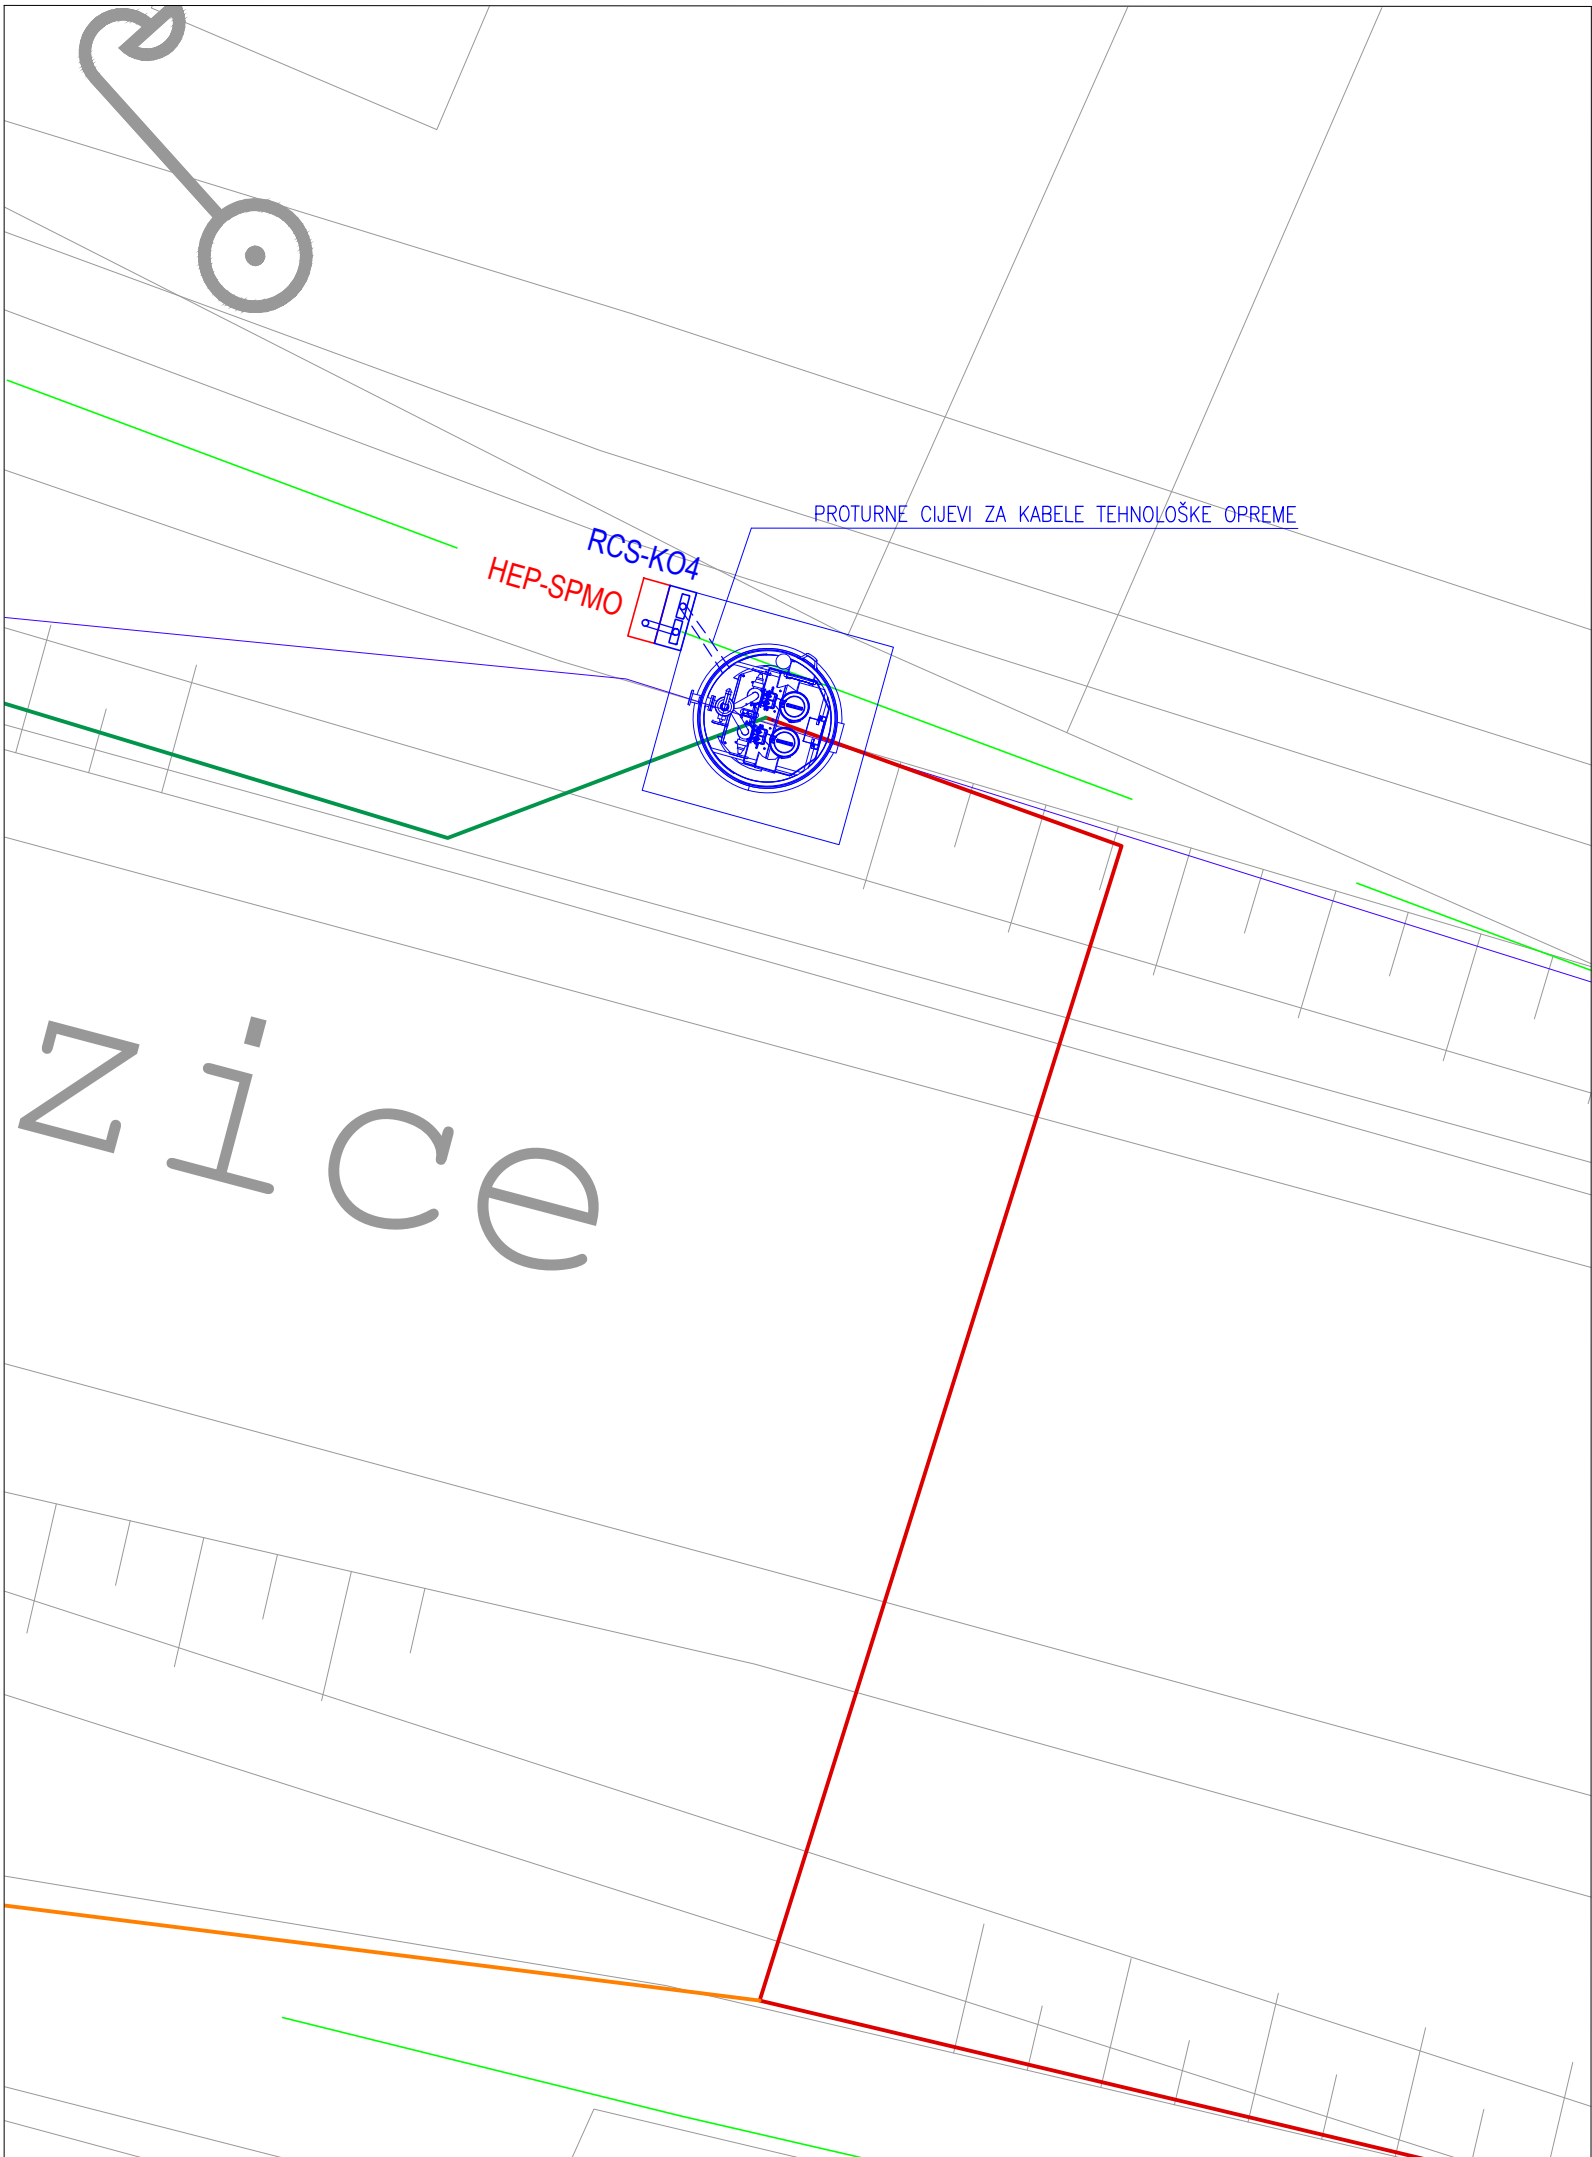 PROTURNE CIJEVI ZA KABELE TEHNOLOŠKE OPREME
RCS-KO4
HEP-SPMO
zice